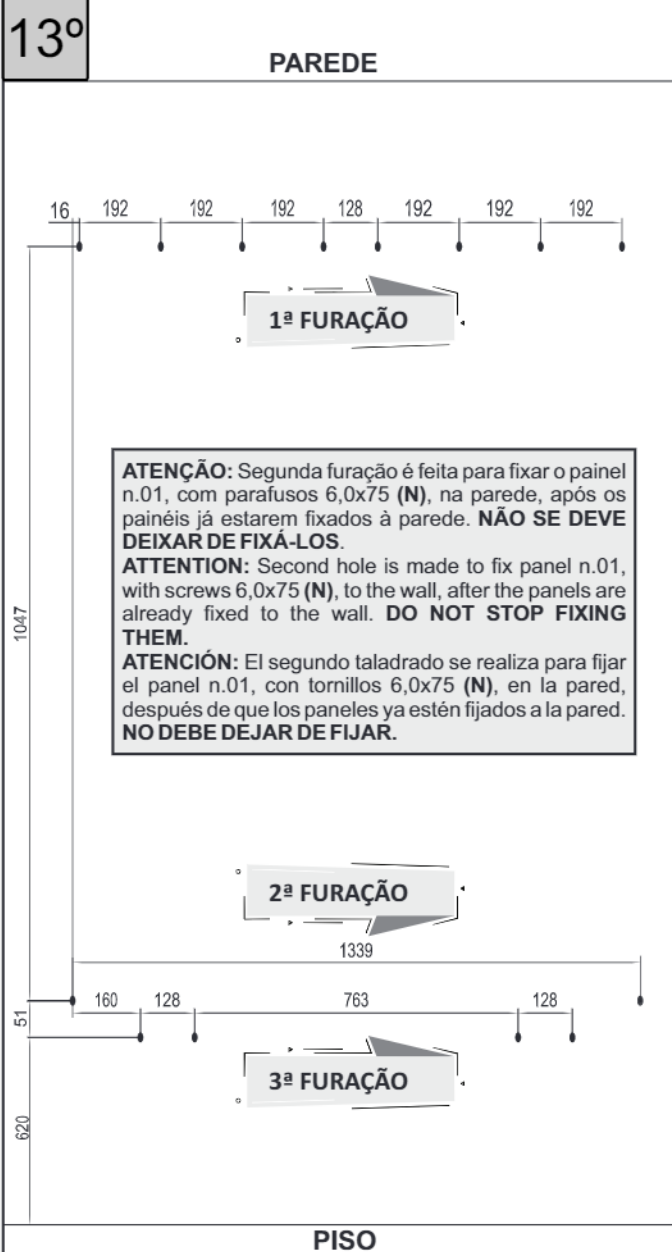 13º
PAREDE
16 192 192 192 128 192 192 192
1ª FURAÇÃO
ATENÇÃO: Segunda furação é feita para fixar o painel
n.01, com parafusos 6,0x75 (N), na parede, após os
painéis já estarem fixados à parede. NÃO SE DEVE
DEIXAR DE FIXÁ-LOS.
ATTENTION: Second hole is made to fix panel n.01,
with screws 6,0x75 (N), to the wall, after the panels are
already fixed to the wall. DO NOT STOP FIXING
THEM.
ATENCIÓN: El segundo taladrado se realiza para fijar
el panel n.01, con tornillos 6,0x75 (N), en la pared,
después de que los paneles ya estén fijados a la pared.
NO DEBE DEJAR DE FIJAR.
1047
2ª FURAÇÃO
1339
160 128 763 128
51
3ª FURAÇÃO
620
PISO